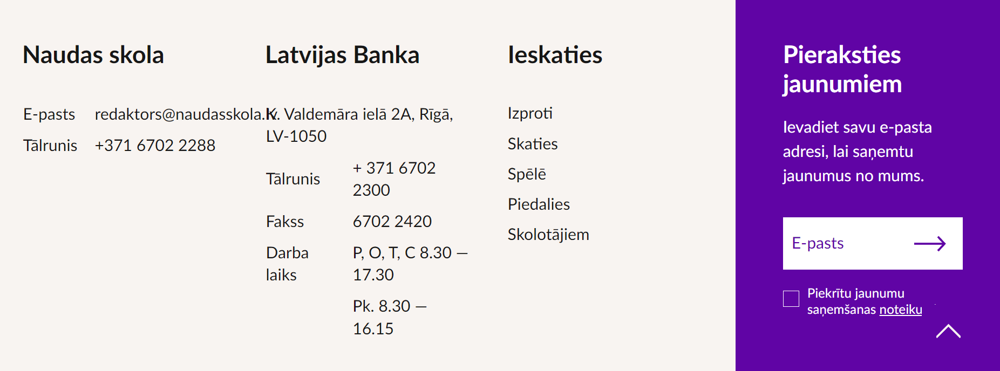 Naudas skola
E-pasts redaktors@naudasskola.lv
Tālrunis +371 6702 2288
Latvijas Banka
K. Valdemāra ielā 2A, Rīgā,
LV-1050
Tālrunis + 371 6702
2300
Fakss 6702 2420
Darba P, O, T, C 8.30 —
laiks 17.30
Pk. 8.30 —
16.15
Ieskaties
Izproti
Skaties
Spēlē
Piedalies
Skolotājiem
Pieraksties
jaunumiem
Ievadiet savu e-pasta
adresi, lai saņemtu
jaunumus no mums.
E-pasts
Piekrītu jaunumu
saņemšanas noteiku